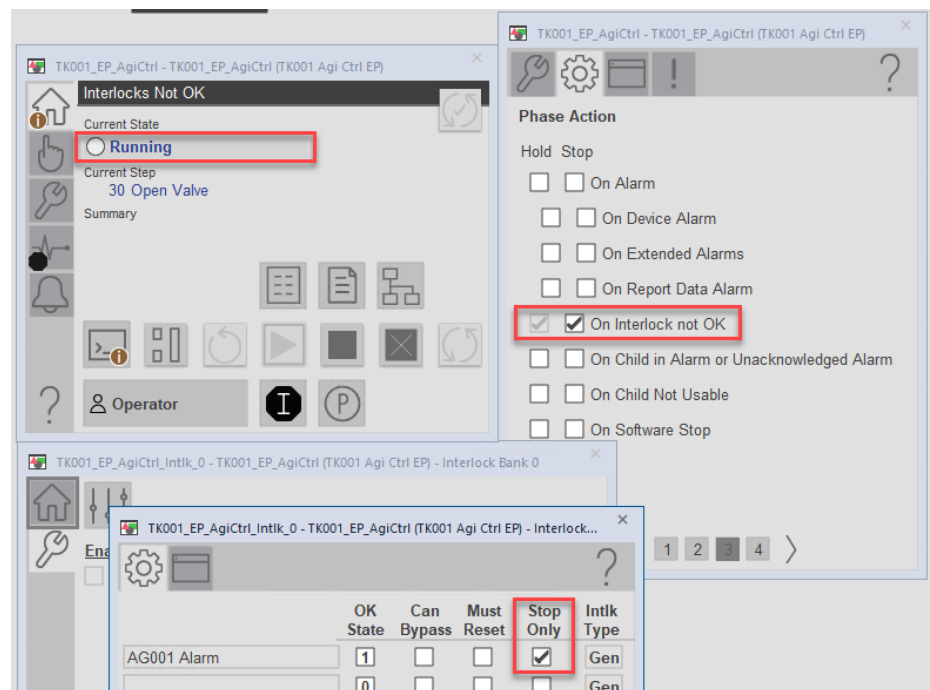 TK001_EP_AgiCtrl - TK001_EP_AgiCtrl (TK001 Agi Ctrl EP)
Interlocks Not OK
Current State
Running
Current Step
30 Open Valve
Summary
Operator
I
P
?
TK001_EP_AgiCtrl - TK001_EP_AgiCtrl (TK001 Agi Ctrl EP)
?
Phase Action
Hold Stop
On Alarm
On Device Alarm
On Extended Alarms
On Report Data Alarm
On Interlock not OK
On Child in Alarm or Unacknowledged Alarm
On Child Not Usable
On Software Stop
1 2 3 4
TK001_EP_AgiCtrl_Intlk_0 - TK001_EP_AgiCtrl (TK001 Agi Ctrl EP) - Interlock Bank 0
Ena
TK001_EP_AgiCtrl_Intlk_0 - TK001_EP_AgiCtrl (TK001 Agi Ctrl EP) - Interlock...
?
OK Can Must Stop Intlk
State Bypass Reset Only Type
AG001 Alarm 1 Gen
0 Gen